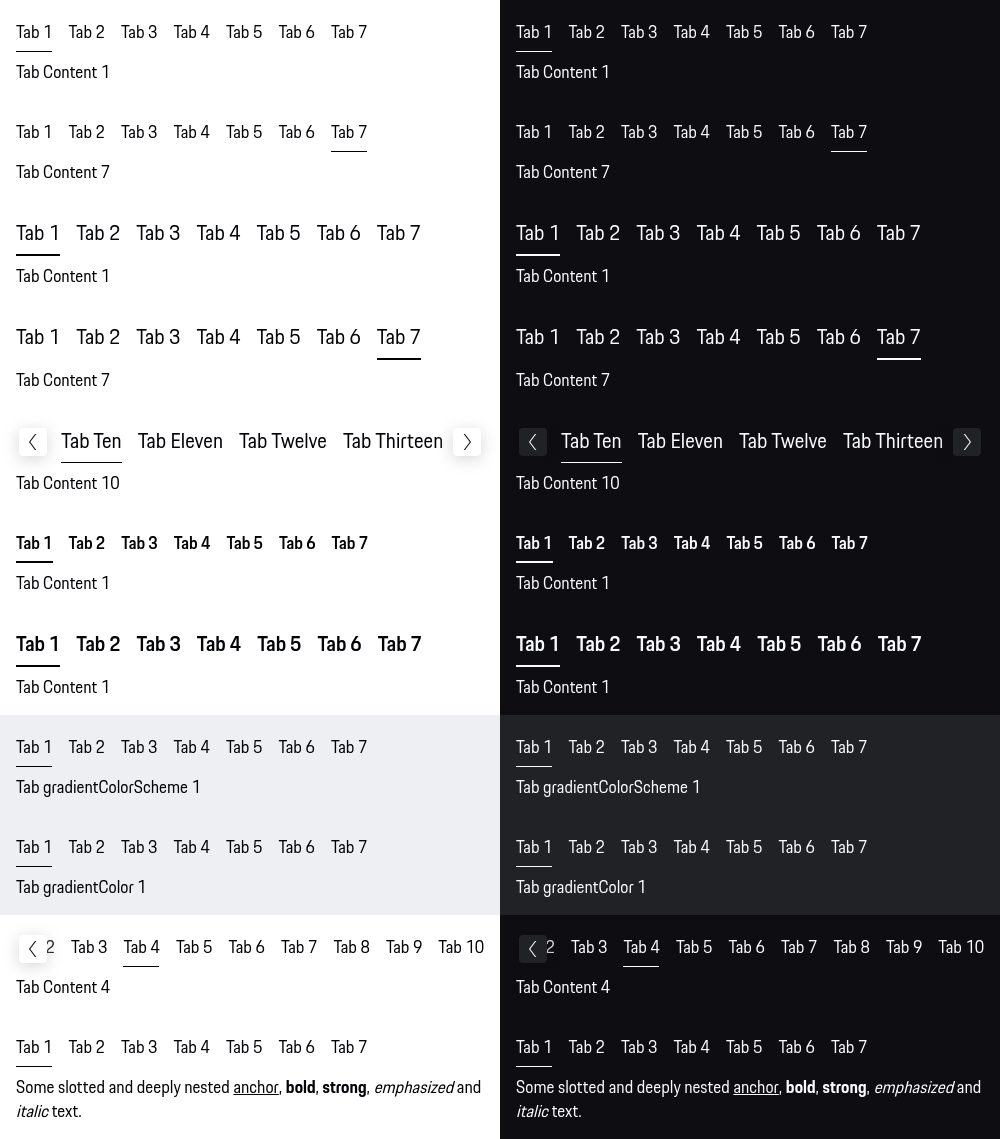 Tab 1 Tab 2 Tab 3 Tab 4 Tab 5 Tab 6 Tab 7
Tab Content 1
Tab 1 Tab 2 Tab 3 Tab 4 Tab 5 Tab 6 Tab 7
Tab Content 7
Tab 1 Tab 2 Tab 3 Tab 4 Tab 5 Tab 6 Tab 7
Tab Content 1
Tab 1 Tab 2 Tab 3 Tab 4 Tab 5 Tab 6 Tab 7
Tab Content 7
Tab Ten Tab Eleven Tab Twelve Tab Thirteen
Tab Content 10
Tab 1 Tab 2 Tab 3 Tab 4 Tab 5 Tab 6 Tab 7
Tab Content 1
Tab 1 Tab 2 Tab 3 Tab 4 Tab 5 Tab 6 Tab 7
Tab Content 1
Tab 1 Tab 2 Tab 3 Tab 4 Tab 5 Tab 6 Tab 7
Tab gradientColorScheme 1
Tab 1 Tab 2 Tab 3 Tab 4 Tab 5 Tab 6 Tab 7
Tab gradientColor 1
2 Tab 3 Tab 4 Tab 5 Tab 6 Tab 7 Tab 8 Tab 9 Tab 10
Tab Content 4
Tab 1 Tab 2 Tab 3 Tab 4 Tab 5 Tab 6 Tab 7
Some slotted and deeply nested anchor, bold, strong, emphasized and
italic text.
Tab 1 Tab 2 Tab 3 Tab 4 Tab 5 Tab 6 Tab 7
Tab Content 1
Tab 1 Tab 2 Tab 3 Tab 4 Tab 5 Tab 6 Tab 7
Tab Content 7
Tab 1 Tab 2 Tab 3 Tab 4 Tab 5 Tab 6 Tab 7
Tab Content 1
Tab 1 Tab 2 Tab 3 Tab 4 Tab 5 Tab 6 Tab 7
Tab Content 7
Tab Ten Tab Eleven Tab Twelve Tab Thirteen
Tab Content 10
Tab 1 Tab 2 Tab 3 Tab 4 Tab 5 Tab 6 Tab 7
Tab Content 1
Tab 1 Tab 2 Tab 3 Tab 4 Tab 5 Tab 6 Tab 7
Tab Content 1
Tab 1 Tab 2 Tab 3 Tab 4 Tab 5 Tab 6 Tab 7
Tab gradientColorScheme 1
Tab 1 Tab 2 Tab 3 Tab 4 Tab 5 Tab 6 Tab 7
Tab gradientColor 1
2 Tab 3 Tab 4 Tab 5 Tab 6 Tab 7 Tab 8 Tab 9 Tab 10
Tab Content 4
Tab 1 Tab 2 Tab 3 Tab 4 Tab 5 Tab 6 Tab 7
Some slotted and deeply nested anchor, bold, strong, emphasized and
italic text.